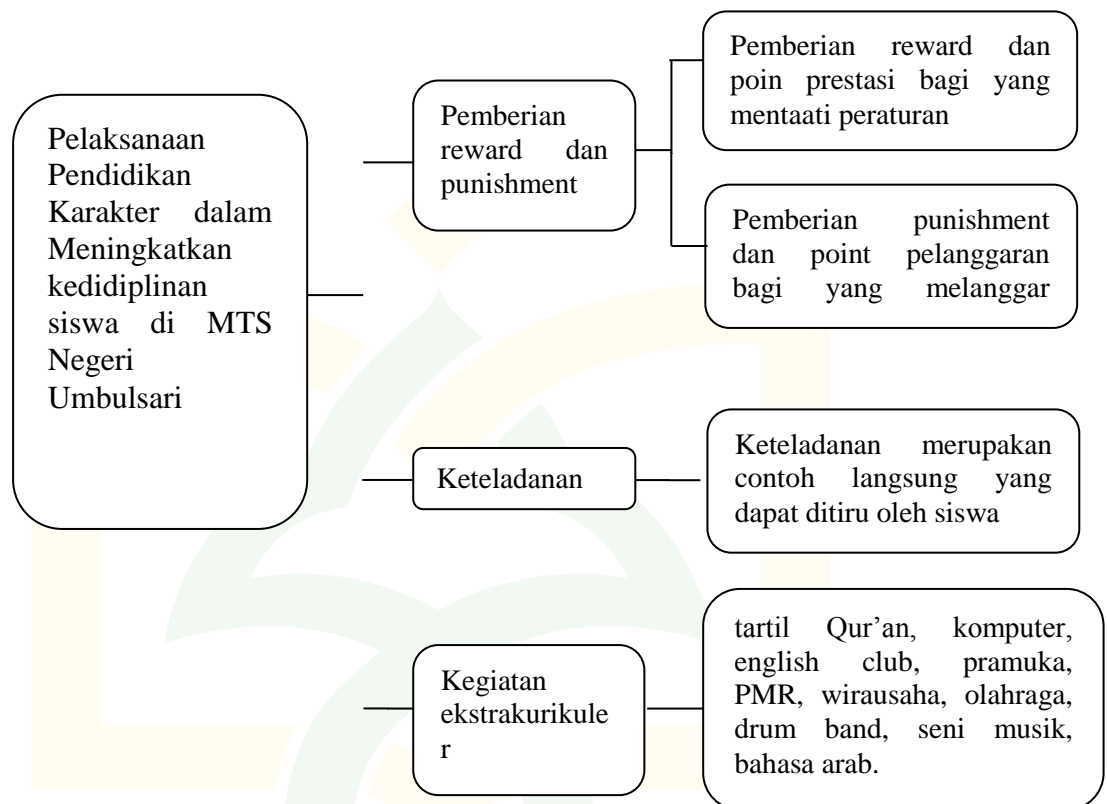 Pelaksanaan
Pendidikan
Karakter dalam
Meningkatkan
kedidiplinan
siswa di MTS
Negeri
Umbulsari
Pemberian
reward dan
punishment
Pemberian reward dan
poin prestasi bagi yang
mentaati peraturan
Pemberian punishment
dan point pelanggaran
bagi yang melanggar
Keteladanan
Keteladanan merupakan
contoh langsung yang
dapat ditiru oleh siswa
Kegiatan
ekstrakurikule
r
tartil Qur’an, komputer,
english club, pramuka,
PMR, wirausaha, olahraga,
drum band, seni musik,
bahasa arab.